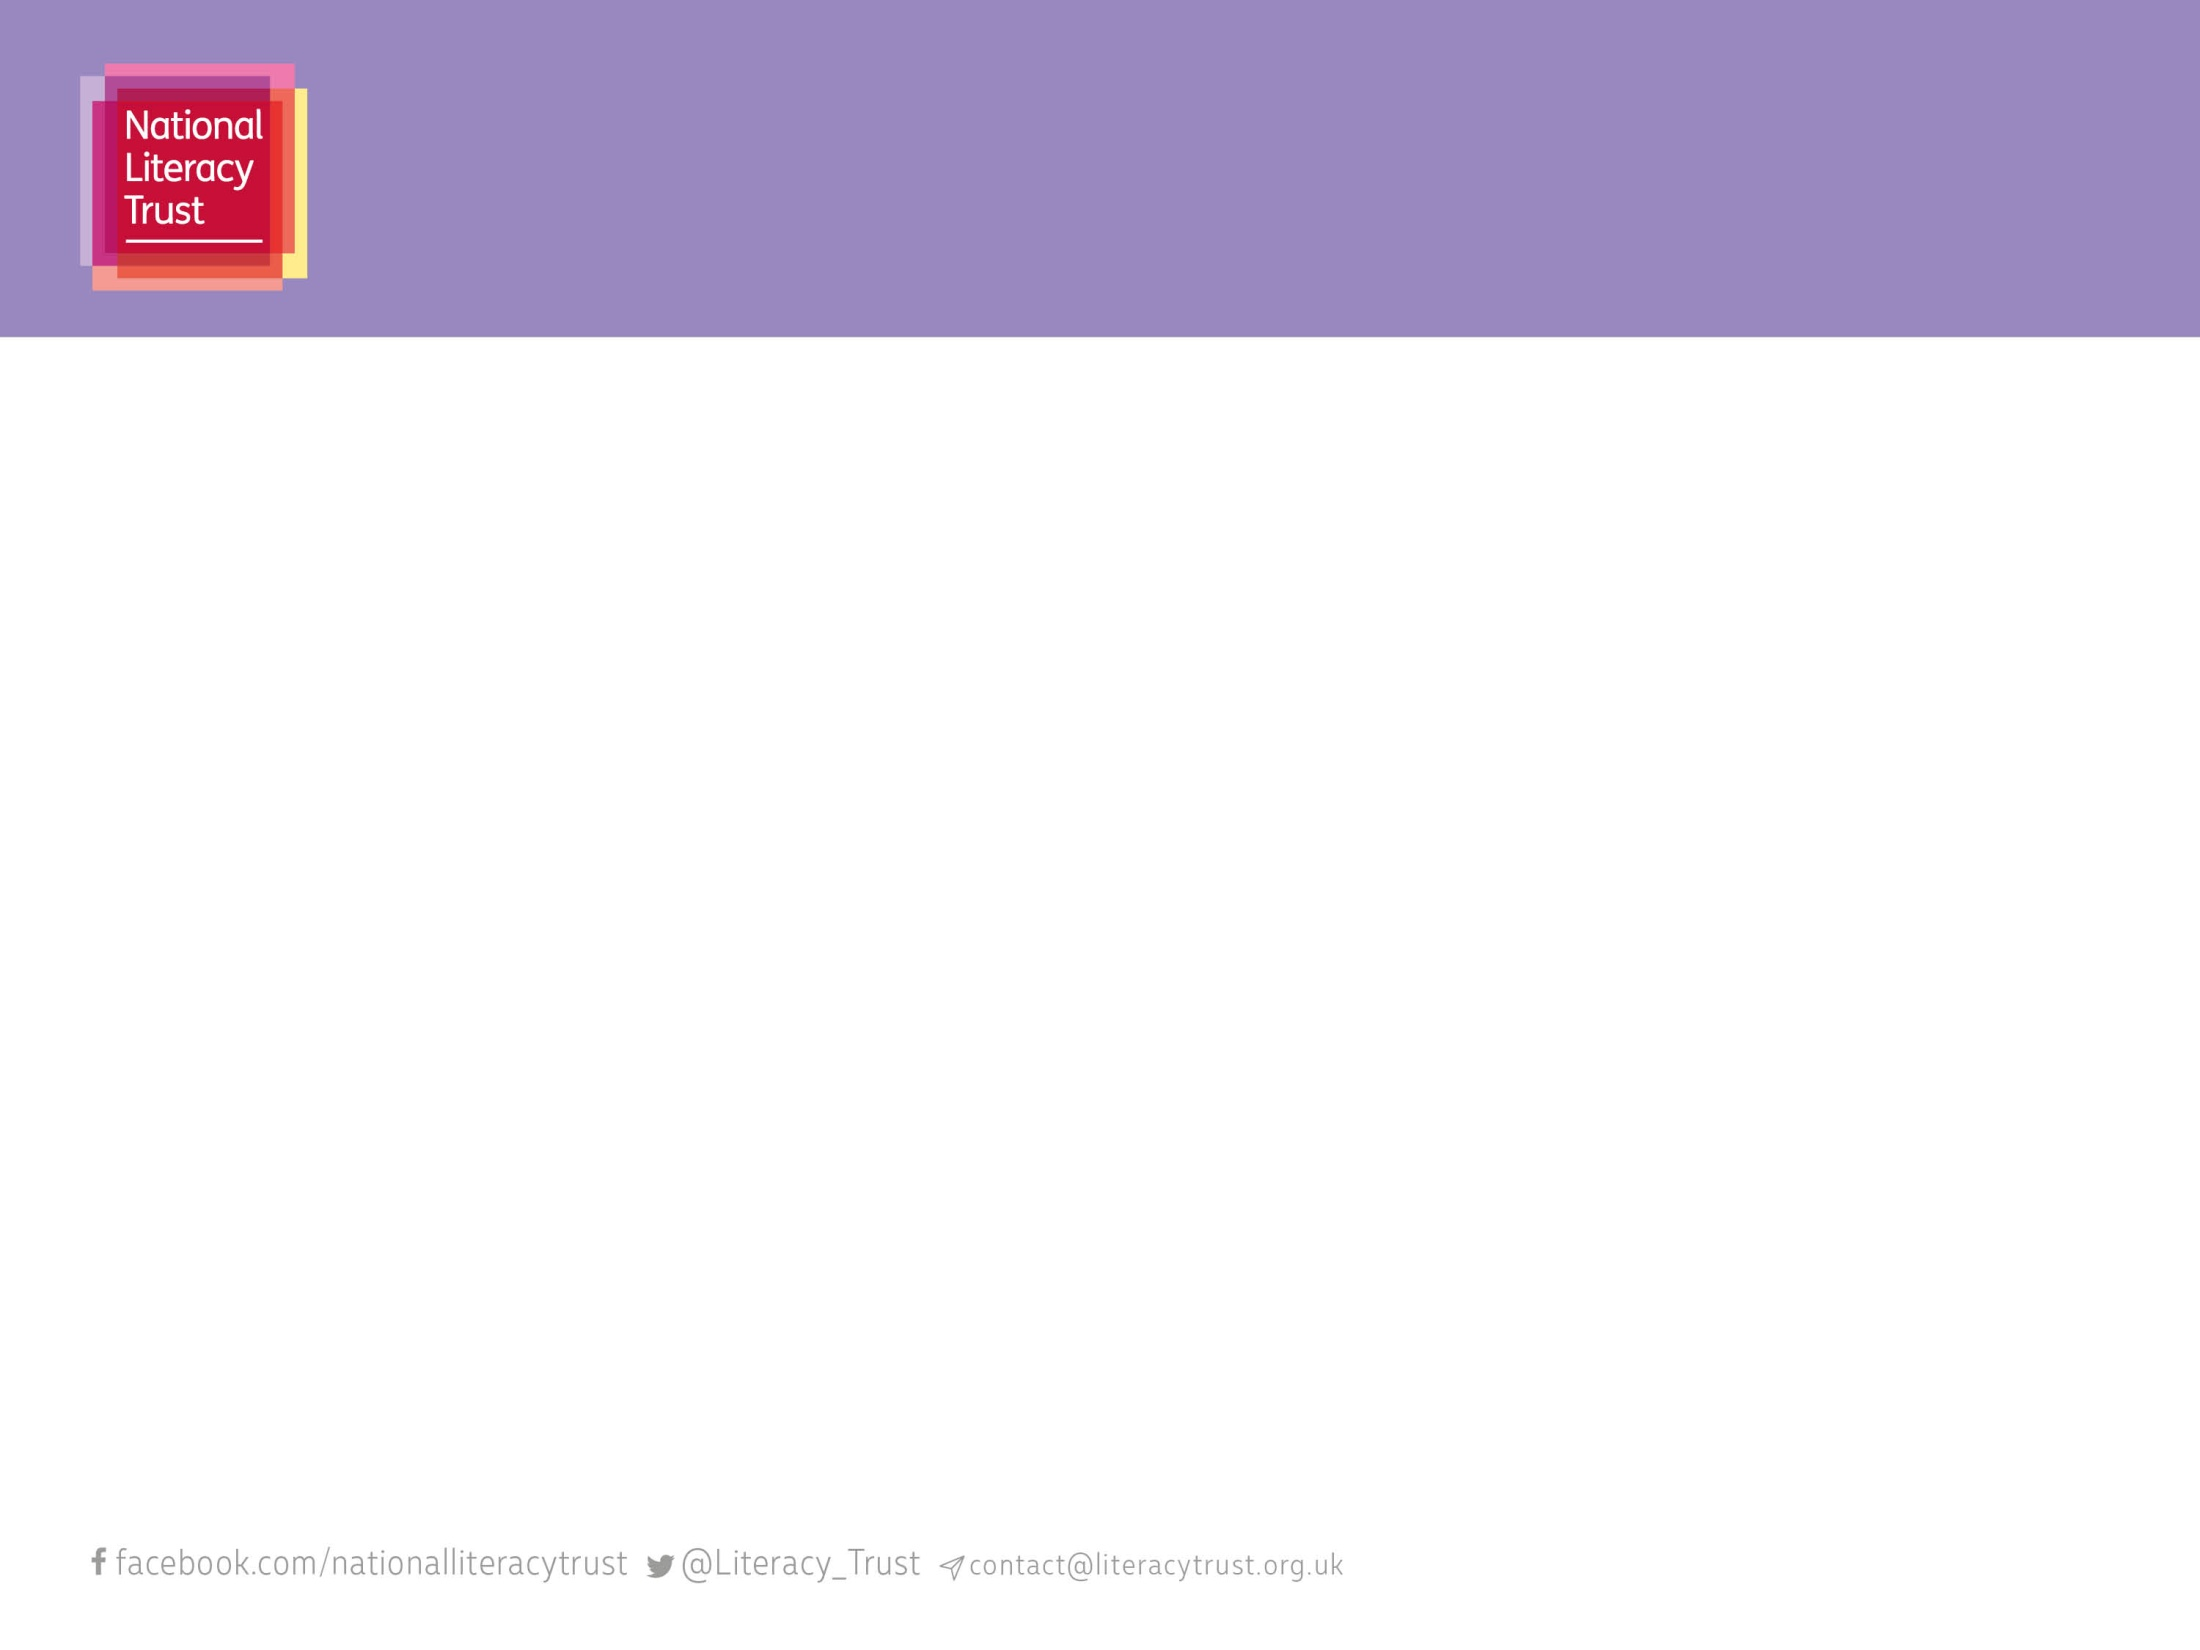 National
Literacy
Trust
facebook.com/nationalliteracytrust @Literacy_Trust contact@literacytrust.org.uk